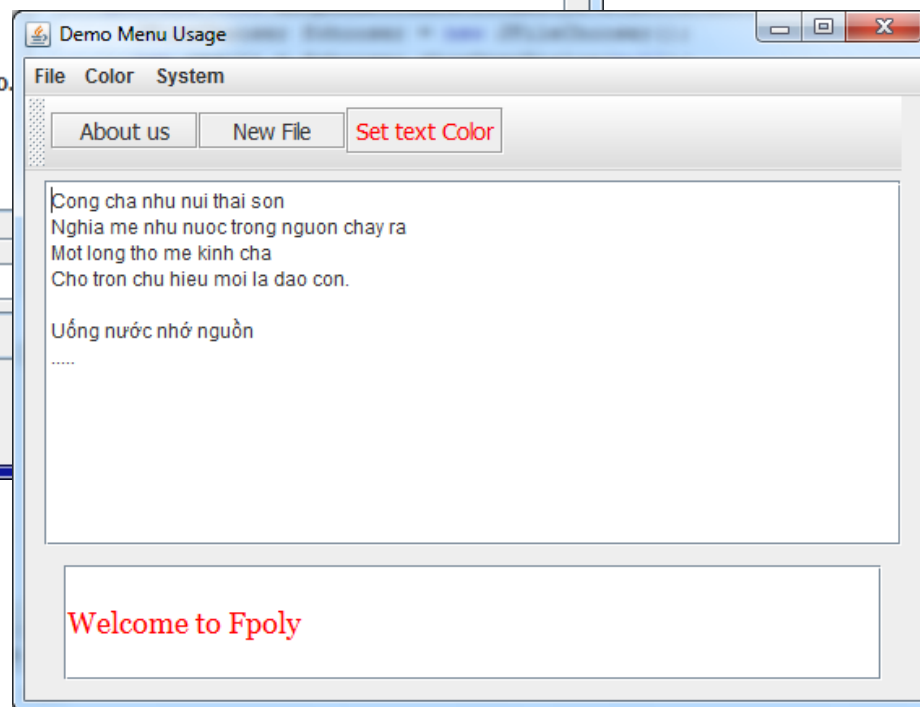 Demo Menu Usage
File Color System
About us New File Set text Color
Cong cha nhu nui thai son
Nghia me nhu nuoc trong nguon chay ra
Mot long tho me kinh cha
Cho tron chu hieu moi la dao con.
Uống nước nhớ nguồn
.....
Welcome to Fpoly